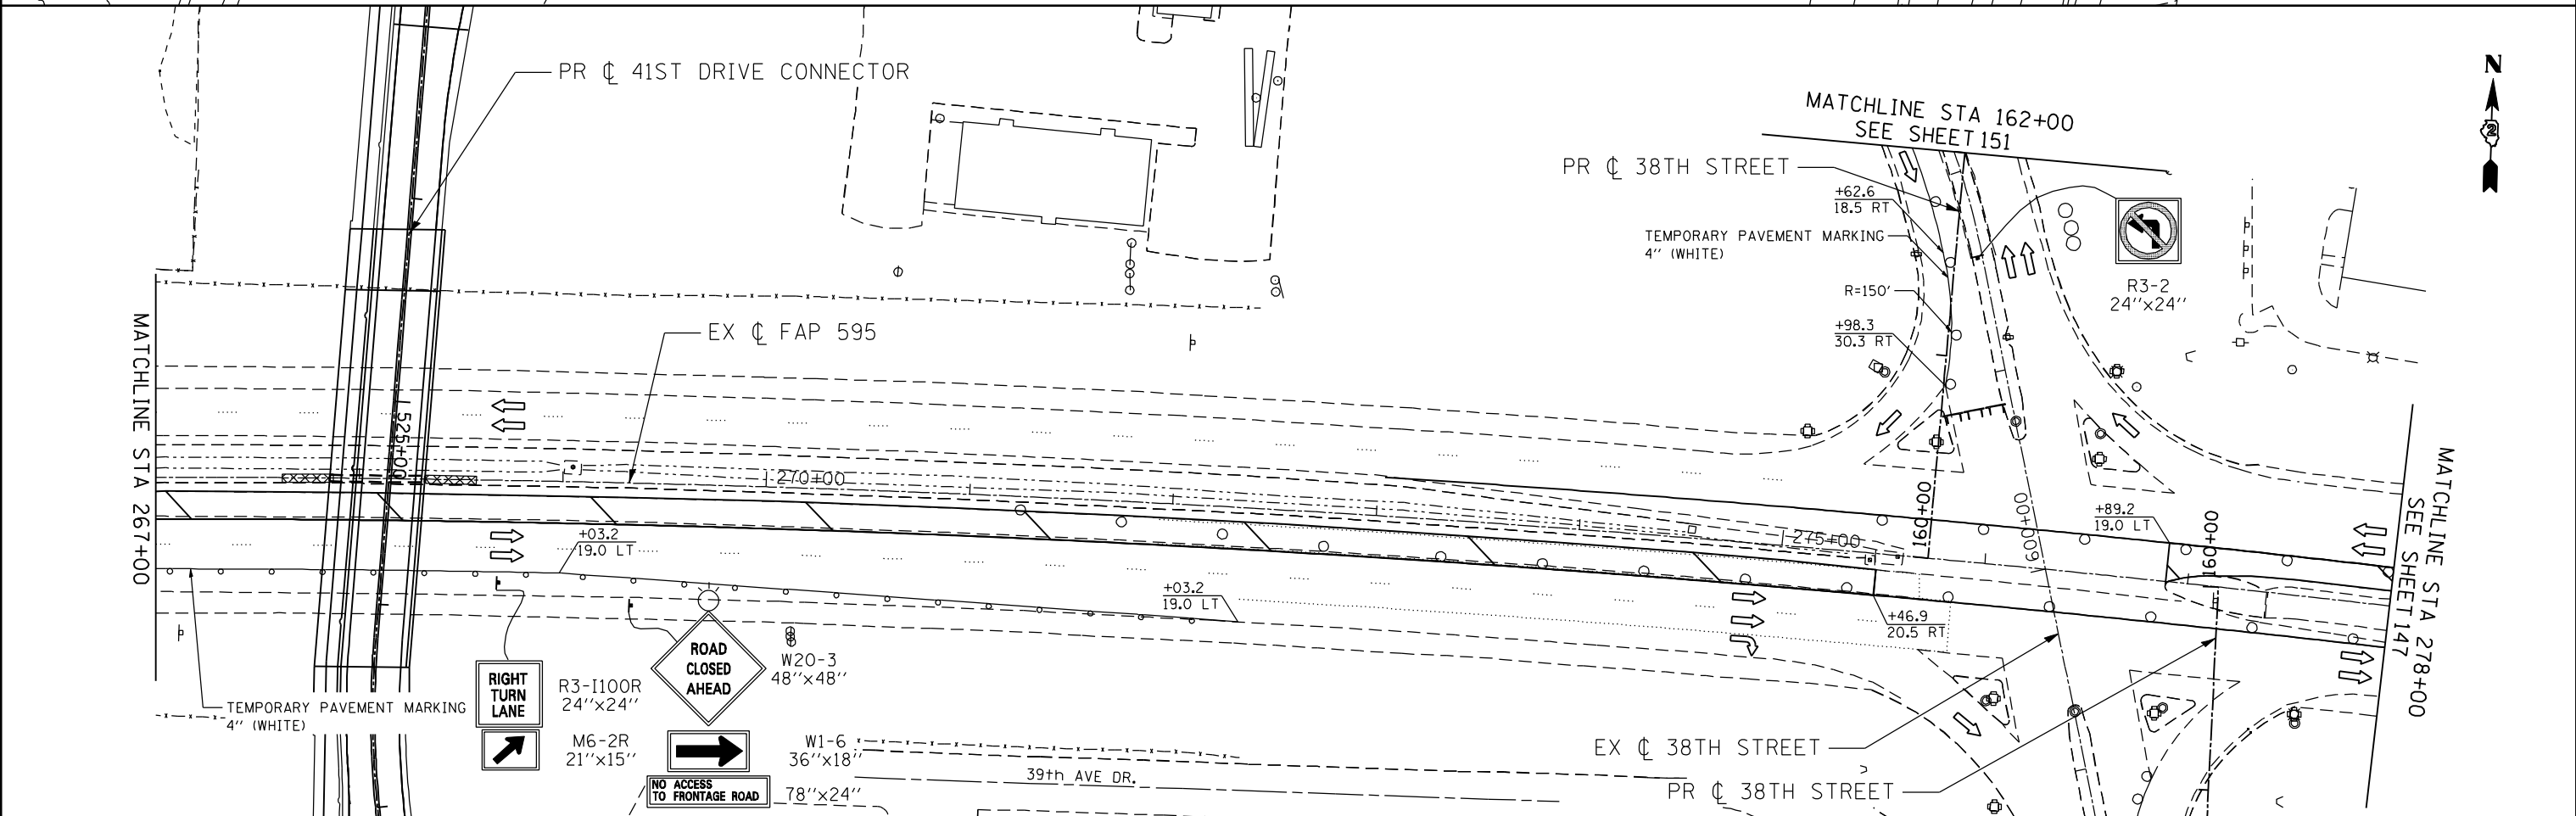 PR ℄ 41ST DRIVE CONNECTOR
N
2
MATCHLINE STA 162+00
SEE SHEET 151
PR ℄ 38TH STREET
+62.6
18.5 RT
TEMPORARY PAVEMENT MARKING
4" (WHITE)
R=150'
+98.3
30.3 RT
R3-2
24"x24"
EX ℄ FAP 595
MATCHLINE STA 267+00
525+00
270+00
275+00
160+00
600+00
160+00
+89.2
19.0 LT
MATCHLINE STA 278+00
SEE SHEET 147
+03.2
19.0 LT
+03.2
19.0 LT
+46.9
20.5 RT
TEMPORARY PAVEMENT MARKING
4" (WHITE)
RIGHT
TURN
LANE
R3-I100R
24"x24"
M6-2R
21"x15"
ROAD
CLOSED
AHEAD
W20-3
48"x48"
W1-6
36"x18"
NO ACCESS
TO FRONTAGE ROAD
78"x24"
39th AVE DR.
EX ℄ 38TH STREET
PR ℄ 38TH STREET